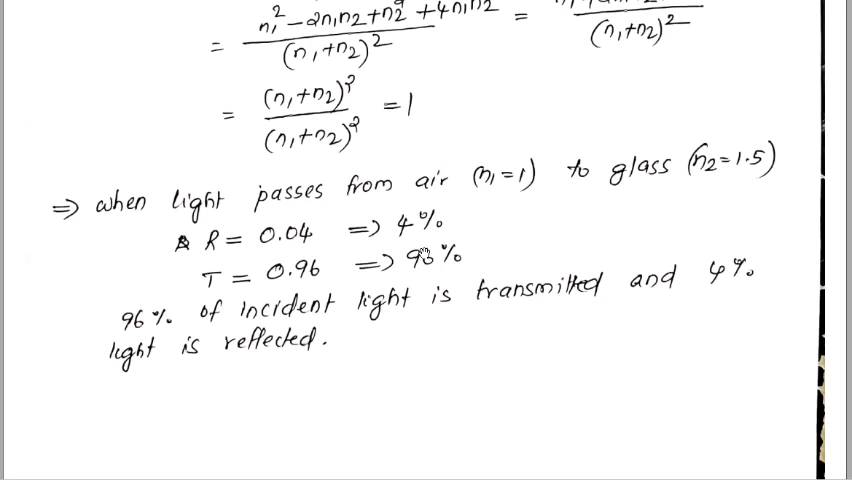 = n₁² - 2n₁n₂ + n₂² + 4n₁n₂ / (n₁+n₂)² = / (n₁+n₂)²
= (n₁+n₂)² / (n₁+n₂)² = 1
⇒ when light passes from air (n₁=1) to glass (n₂=1.5)
R = 0.04 ⇒ 4%
T = 0.96 ⇒ 96%
96% of incident light is transmitted and 4%
light is reflected.